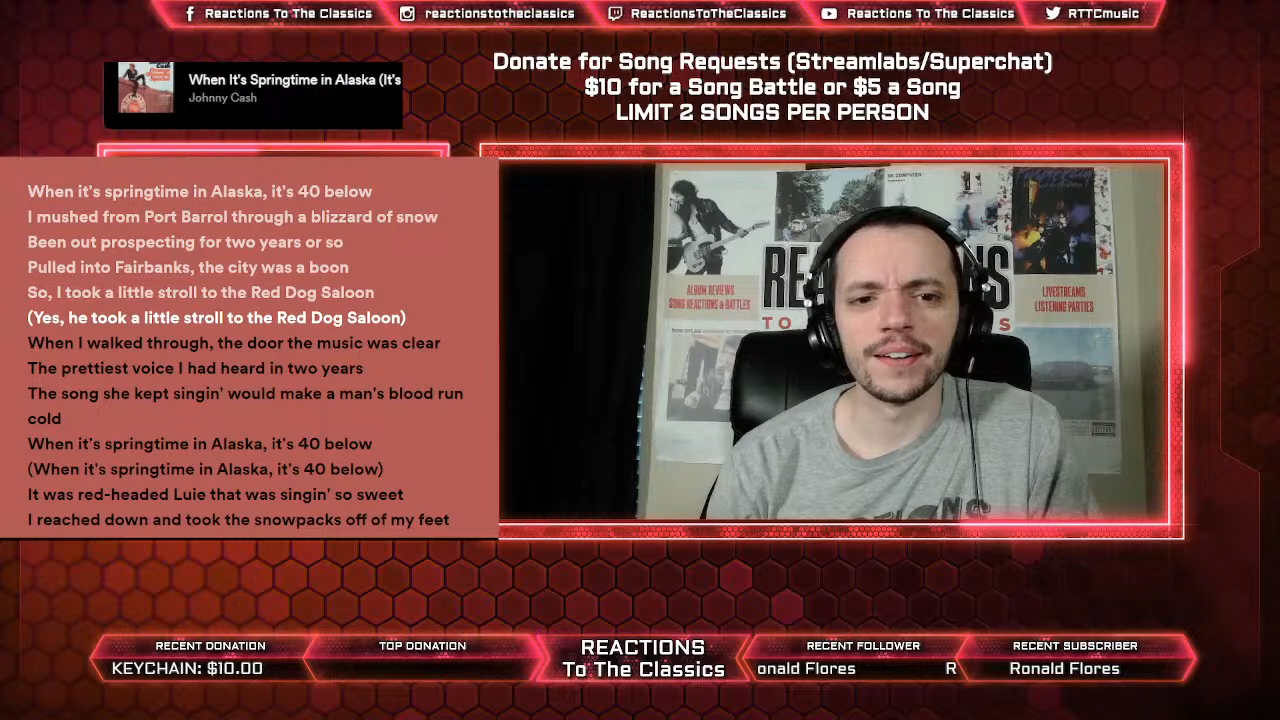 Reactions To The Classics
reactionstotheclassics
ReactionsToTheClassics
Reactions To The Classics
RTTCmusic
When It's Springtime in Alaska (It's
Johnny Cash
Donate for Song Requests (Streamlabs/Superchat)
$10 for a Song Battle or $5 a Song
LIMIT 2 SONGS PER PERSON
When it's springtime in Alaska, it's 40 below
I mushed from Port Barrol through a blizzard of snow
Been out prospecting for two years or so
Pulled into Fairbanks, the city was a boon
So, I took a little stroll to the Red Dog Saloon
(Yes, he took a little stroll to the Red Dog Saloon)
When I walked through, the door the music was clear
The prettiest voice I had heard in two years
The song she kept singin' would make a man's blood run
cold
When it's springtime in Alaska, it's 40 below
(When it's springtime in Alaska, it's 40 below)
It was red-headed Luie that was singin' so sweet
I reached down and took the snowpacks off of my feet
ALBUM REVIEWS
SONG REACTIONS & BATTLES
LIVESTREAMS
LISTENING PARTIES
RECENT DONATION
KEYCHAIN: $10.00
TOP DONATION
REACTIONS
To The Classics
RECENT FOLLOWER
onald Flores R
RECENT SUBSCRIBER
Ronald Flores